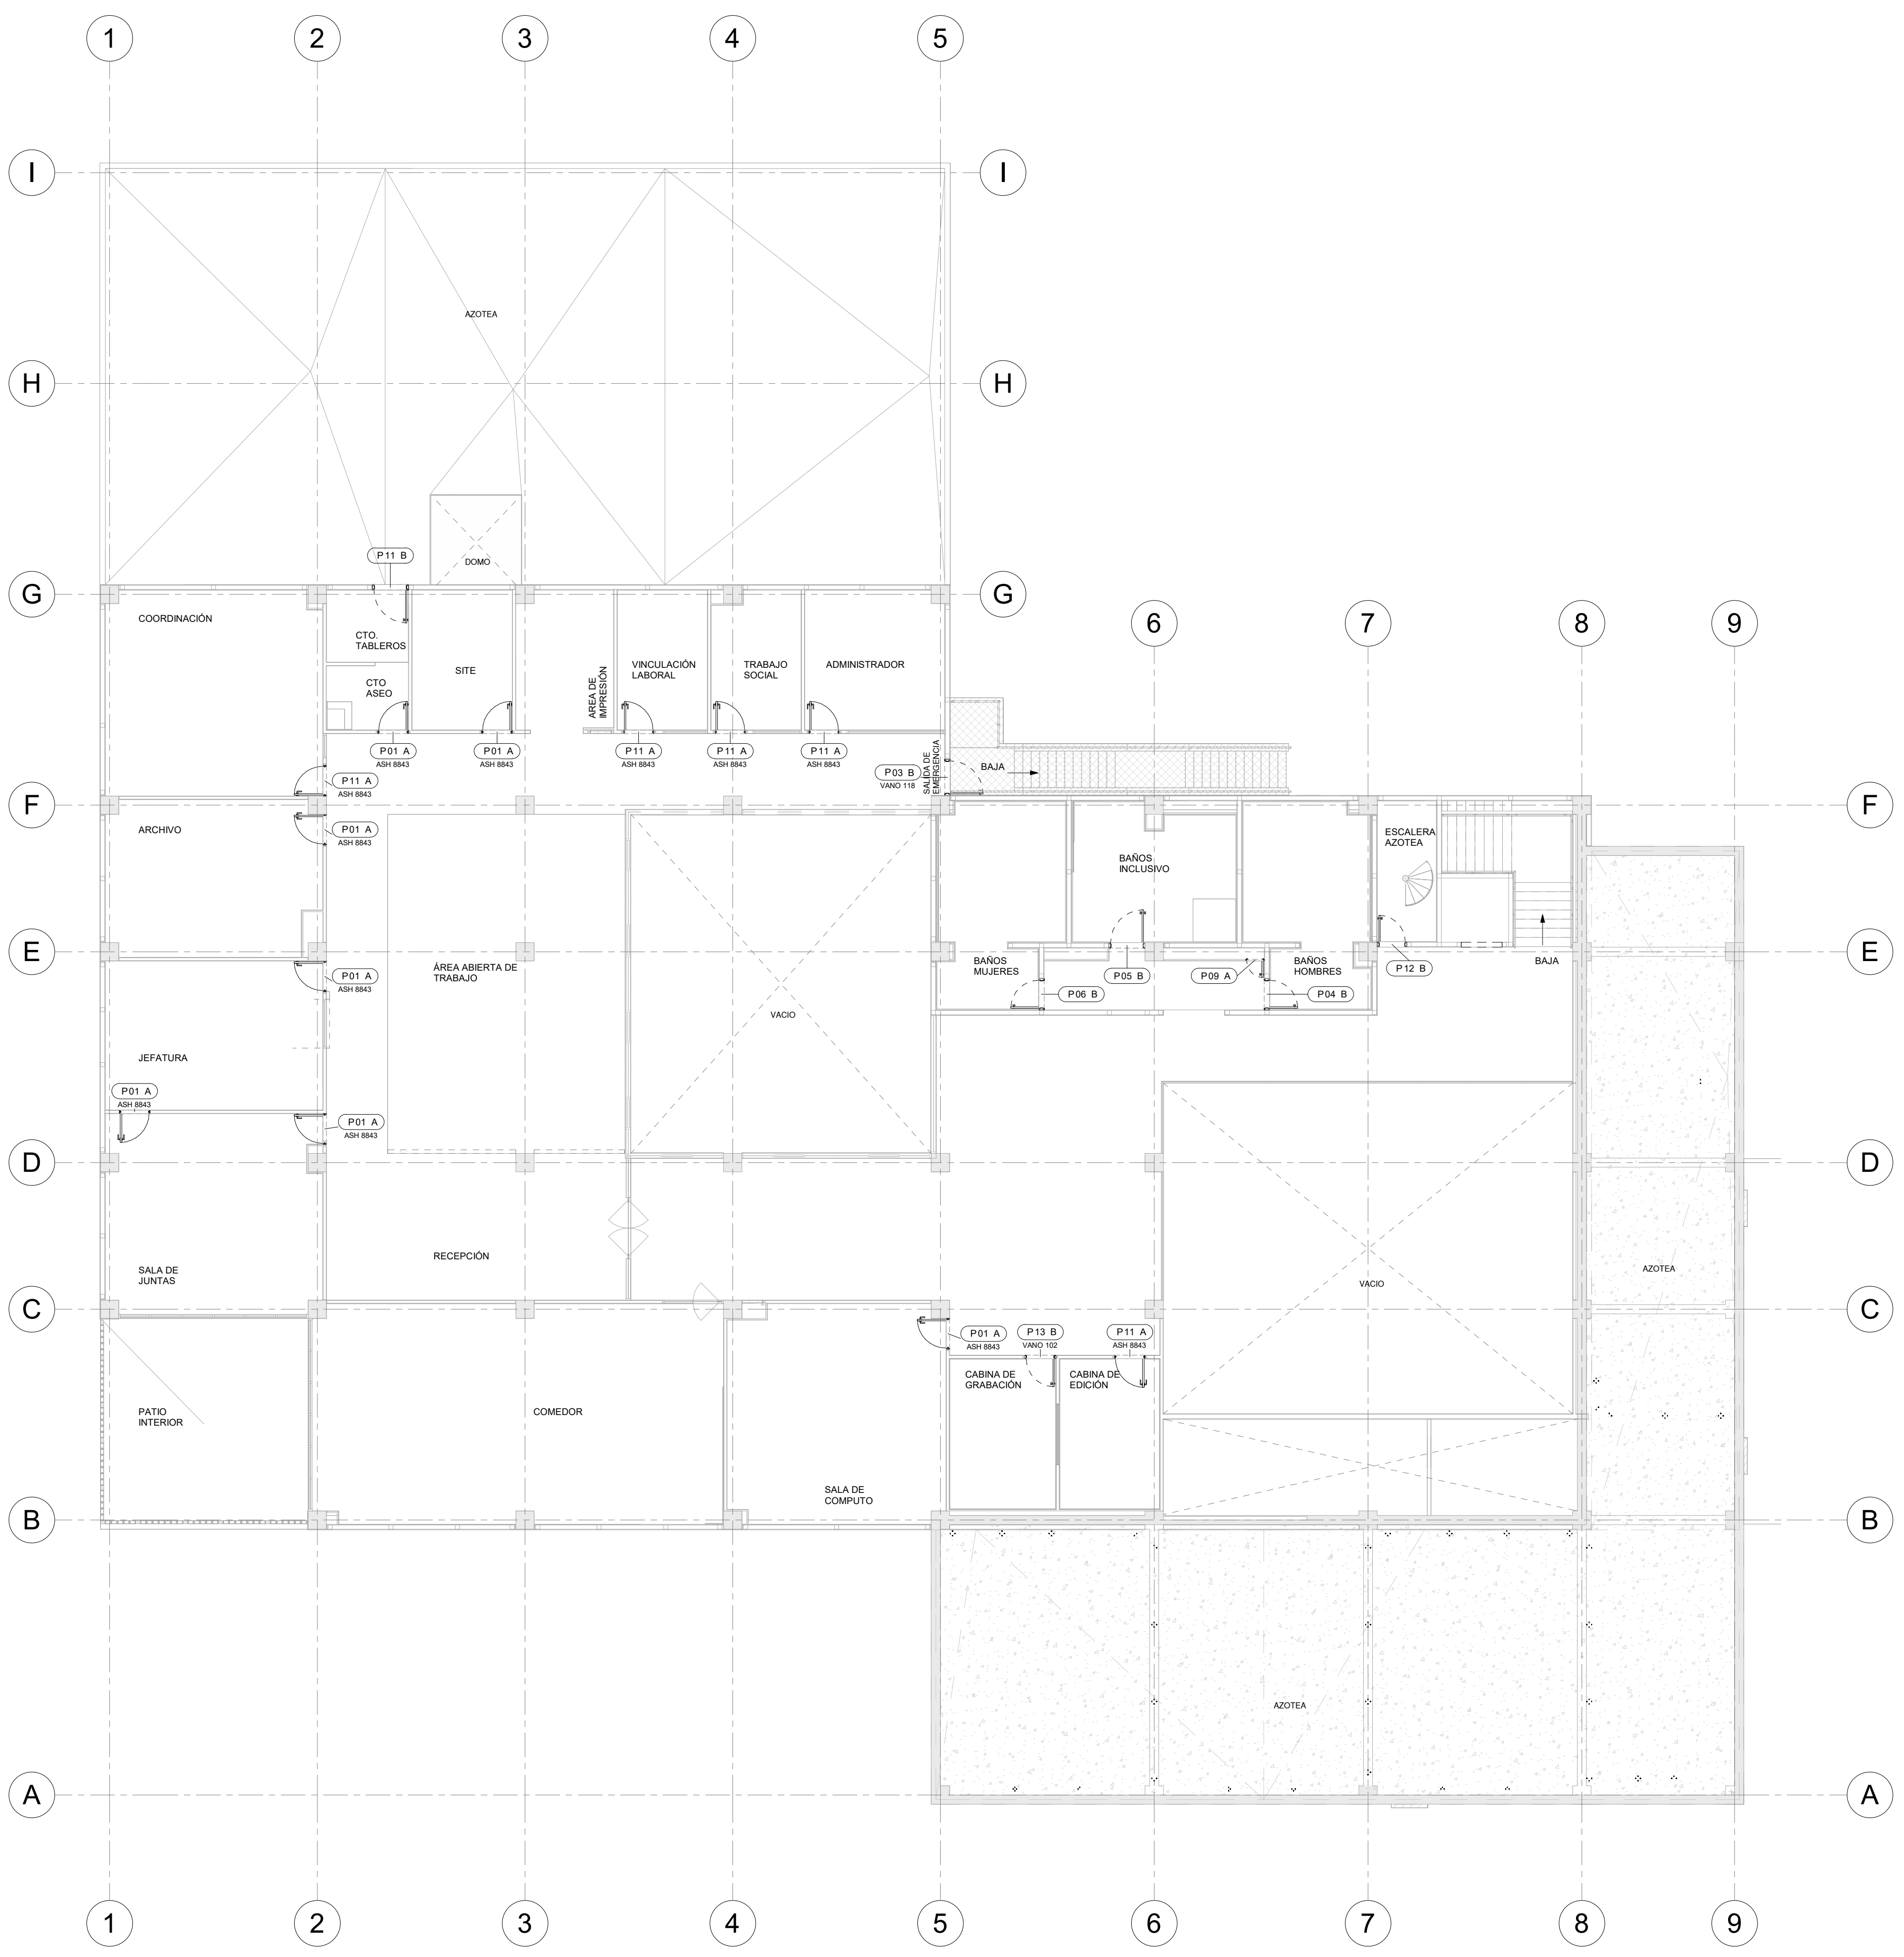 1
2
3
4
5
I
I
AZOTEA
H
H
P11 B
DOMO
G
G
COORDINACIÓN
6
7
8
9
CTO.
TABLEROS
SITE
CTO
ASEO
AREA DE
IMPRESIÓN
VINCULACIÓN
LABORAL
TRABAJO
SOCIAL
ADMINISTRADOR
P01 A
ASH 8843
P01 A
ASH 8843
P11 A
ASH 8843
P11 A
ASH 8843
P11 A
ASH 8843
P11 A
ASH 8843
P03 B
VANO 118
SALIDA DE
EMERGENCIA
BAJA
F
F
ARCHIVO
P01 A
ASH 8843
ESCALERA
AZOTEA
BAÑOS
INCLUSIVO
E
E
P01 A
ASH 8843
ÁREA ABIERTA DE
TRABAJO
BAÑOS
MUJERES
P05 B
P09 A
BAÑOS
HOMBRES
P12 B
BAJA
P06 B
P04 B
VACIO
JEFATURA
P01 A
ASH 8843
P01 A
ASH 8843
D
D
RECEPCIÓN
SALA DE
JUNTAS
VACIO
AZOTEA
C
C
P01 A
ASH 8843
P13 B
VANO 102
P11 A
ASH 8843
CABINA DE
GRABACIÓN
CABINA DE
EDICIÓN
PATIO
INTERIOR
COMEDOR
SALA DE
COMPUTO
B
B
AZOTEA
A
A
1
2
3
4
5
6
7
8
9